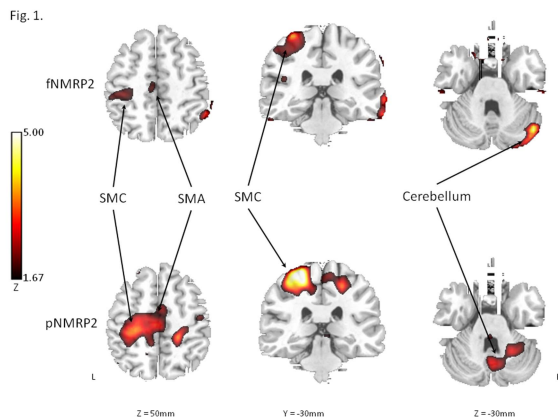 Fig. 1.
fNMRP2
5.00
1.67
Z
SMC
SMA
SMC
Cerebellum
pNMRP2
L
Z = 50mm
Y = -30mm
Z = -30mm